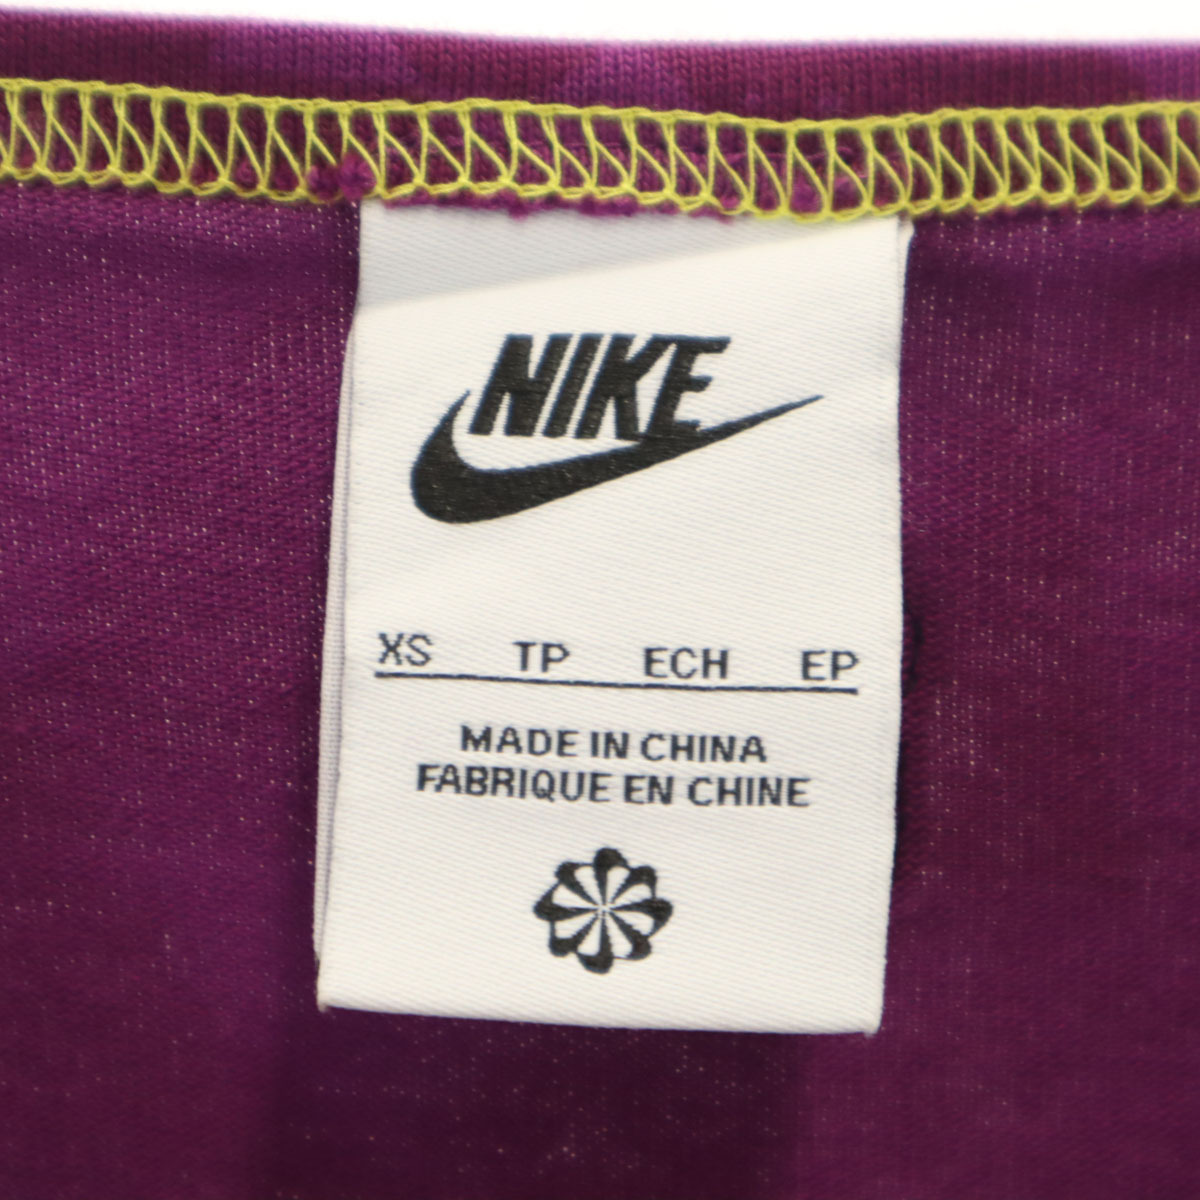 NIKE
XS TP ECH EP
MADE IN CHINA
FABRIQUE EN CHINE